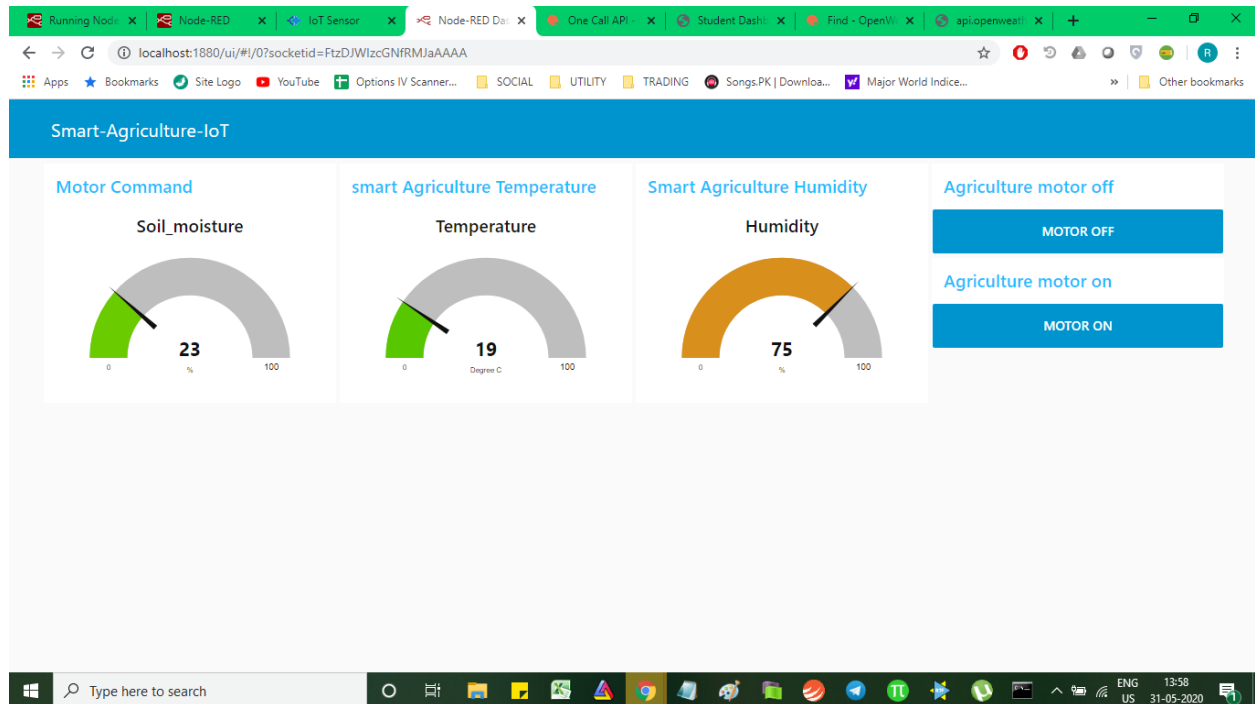 Running Node
Node-RED
IoT Sensor
Node-RED Da
One Call API -
Student Dashb
Find - OpenW
api.openweath
localhost:1880/ui/#!/0?socketid=FtzDJWIzcGNfRMJaAAAA
R
Apps Bookmarks Site Logo YouTube Options IV Scanner... SOCIAL UTILITY TRADING Songs.PK | Downloa... Major World Indice... » Other bookmarks
Smart-Agriculture-IoT
Motor Command
Soil_moisture
23
0 % 100
smart Agriculture Temperature
Temperature
19
0 Degree C 100
Smart Agriculture Humidity
Humidity
75
0 % 100
Agriculture motor off
MOTOR OFF
Agriculture motor on
MOTOR ON
Type here to search
ENG
US
13:58
31-05-2020